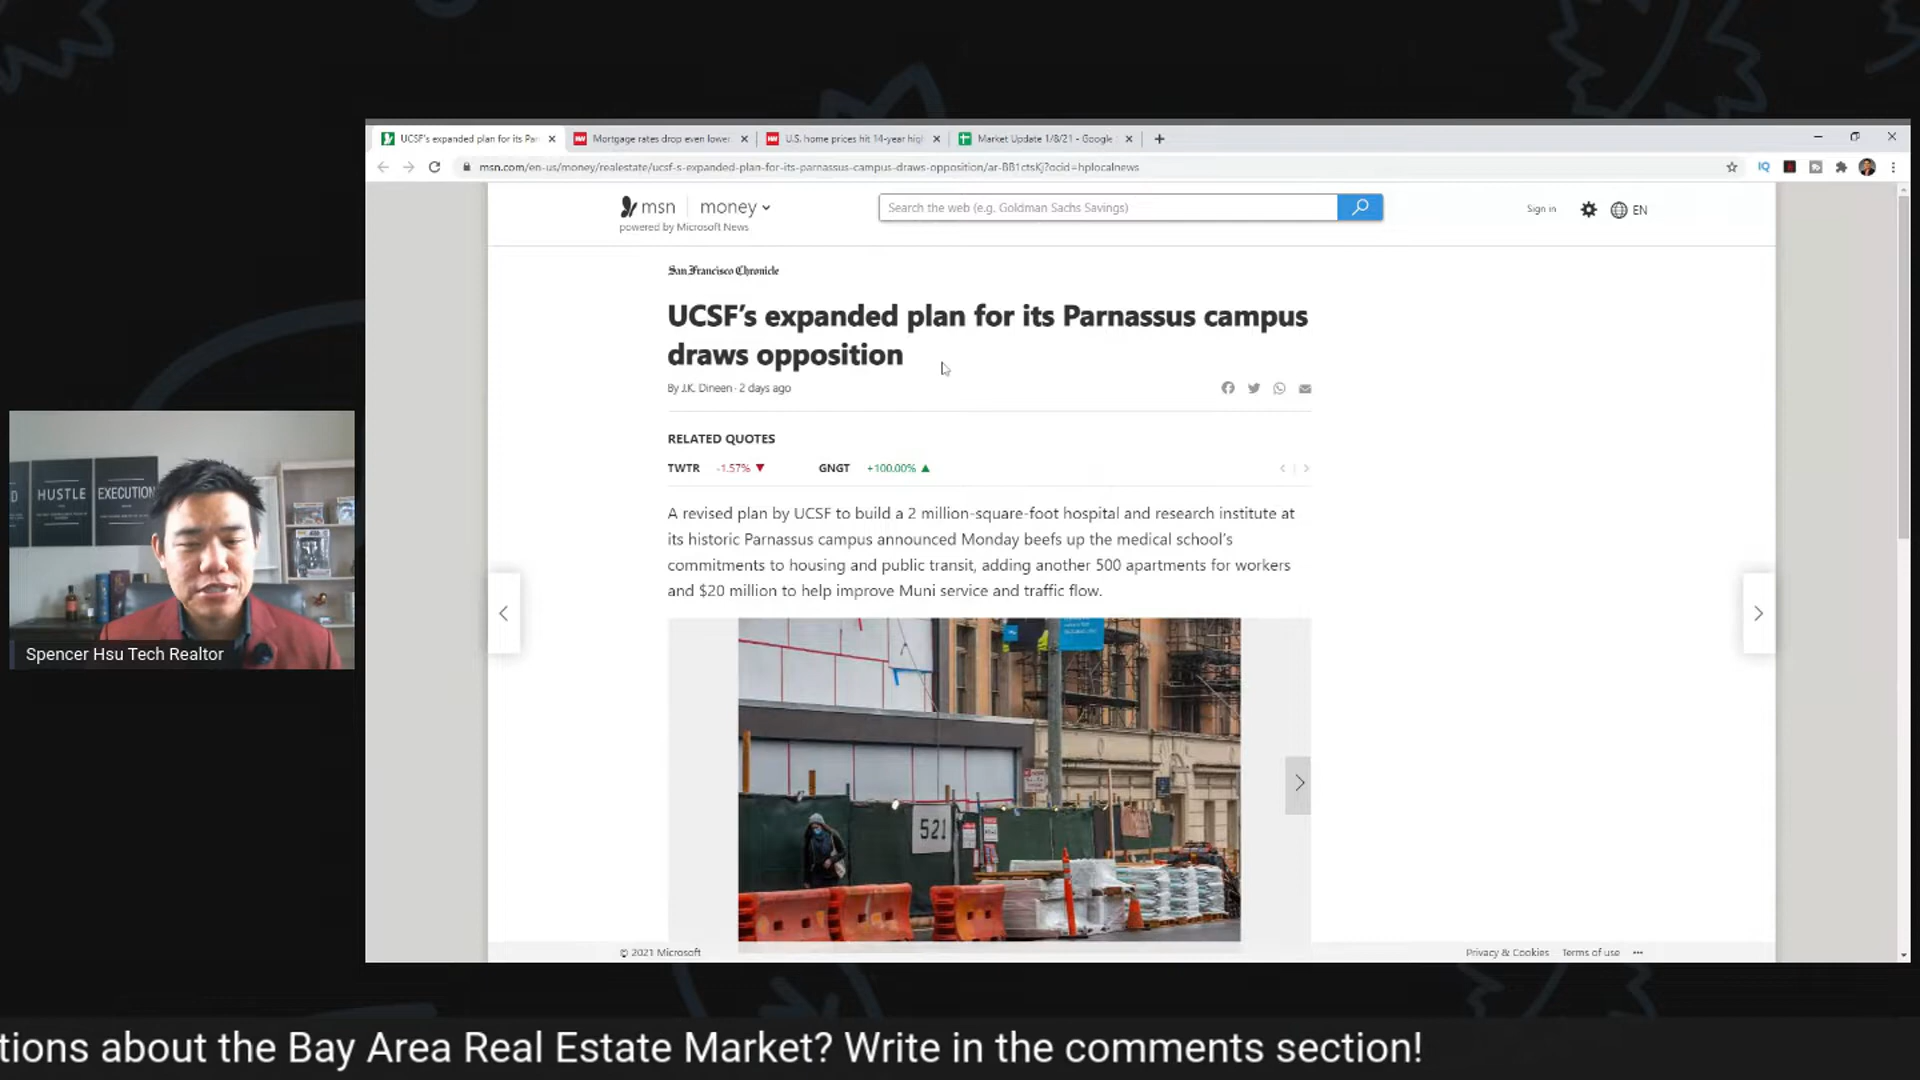 UCSF's expanded plan for its Par
Mortgage rates drop even lower
U.S. home prices hit 14-year hig
Market Update 1/8/21 - Google
msn.com/en-us/money/realestate/ucsf-s-expanded-plan-for-its-parnassus-campus-draws-opposition/ar-BB1ctsKj?ocid=hplocalnews
msn money
powered by Microsoft News
Search the web (e.g. Goldman Sachs Savings)
Sign in
EN
San Francisco Chronicle
UCSF's expanded plan for its Parnassus campus
draws opposition
By J.K. Dineen · 2 days ago
RELATED QUOTES
TWTR -1.57% ▼ GNGT +100.00% ▲
A revised plan by UCSF to build a 2 million-square-foot hospital and research institute at
its historic Parnassus campus announced Monday beefs up the medical school's
commitments to housing and public transit, adding another 500 apartments for workers
and $20 million to help improve Muni service and traffic flow.
521
HUSTLE
EXECUTION
Spencer Hsu Tech Realtor
© 2021 Microsoft
Privacy & Cookies
Terms of use
tions about the Bay Area Real Estate Market? Write in the comments section!